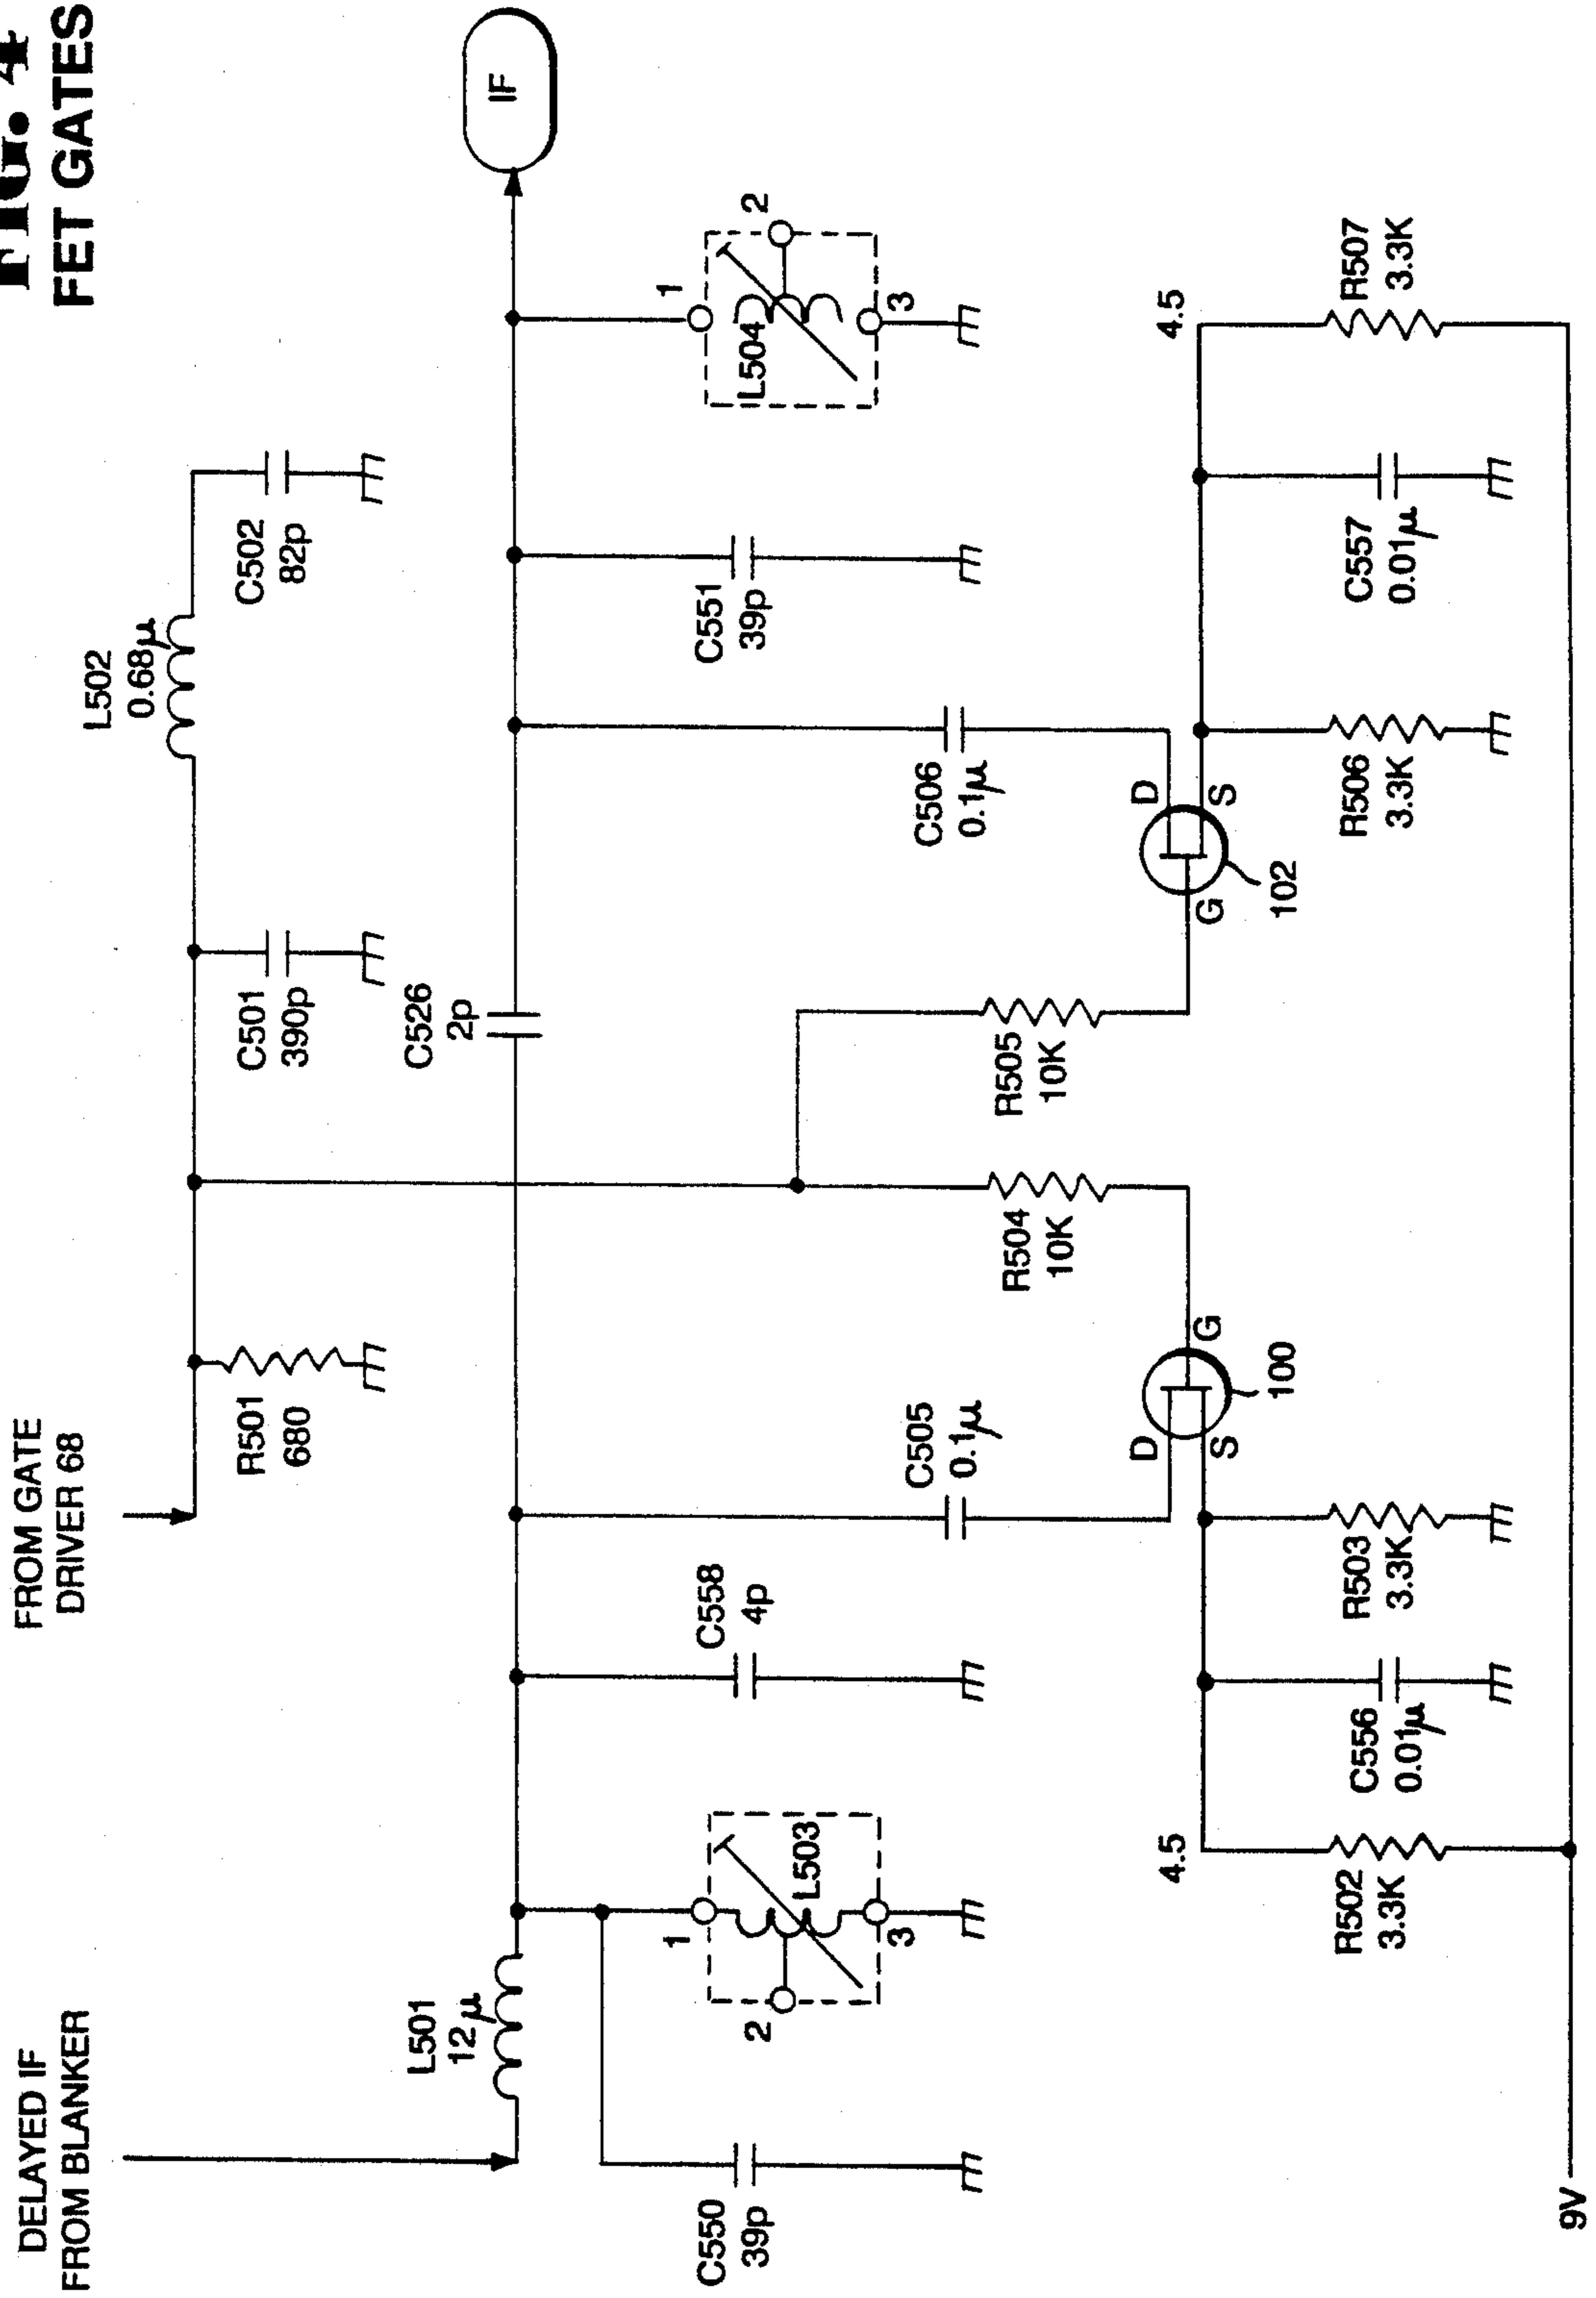 FIG. 4
FET GATES
DELAYED IF
FROM BLANKER
FROM GATE
DRIVER 68
IF
L501
12μ
C550
39p
L503
1
2
3
C558
4p
C505
0.1μ
R501
680
C501
390p
L502
0.68μ
C502
82p
C526
2p
C551
39p
L504
1
2
3
C506
0.1μ
R504
10K
R505
10K
D
S
G
100
D
S
G
102
4.5
R502
3.3K
C556
0.01μ
R503
3.3K
R506
3.3K
C557
0.01μ
4.5
R507
3.3K
9V